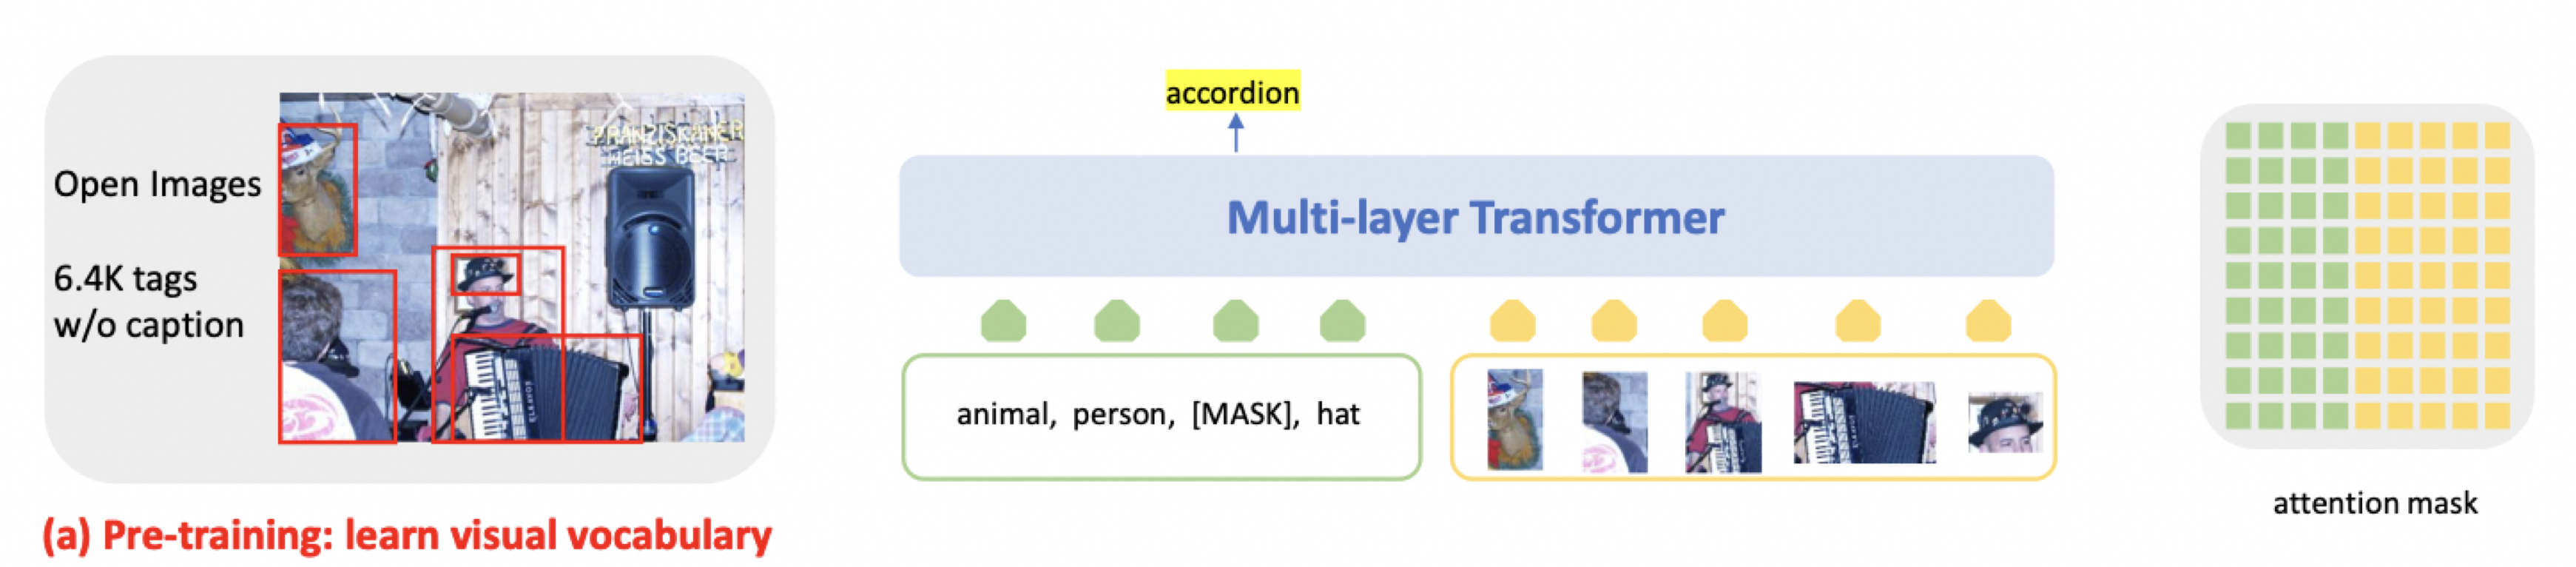 Open Images
6.4K tags
w/o caption
FRANZISKANER
WEISS BEER
(a) Pre-training: learn visual vocabulary
accordion
Multi-layer Transformer
animal, person, [MASK], hat
attention mask